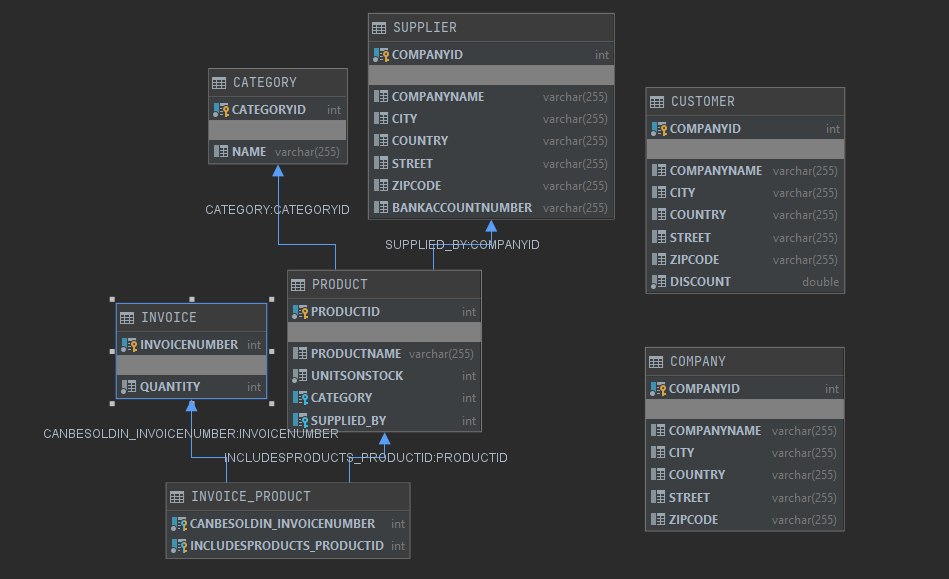 SUPPLIER
COMPANYID int
COMPANYNAME varchar(255)
CITY varchar(255)
COUNTRY varchar(255)
STREET varchar(255)
ZIPCODE varchar(255)
BANKACCOUNTNUMBER varchar(255)
CATEGORY
CATEGORYID int
NAME varchar(255)
CUSTOMER
COMPANYID int
COMPANYNAME varchar(255)
CITY varchar(255)
COUNTRY varchar(255)
STREET varchar(255)
ZIPCODE varchar(255)
DISCOUNT double
CATEGORY:CATEGORYID
SUPPLIED_BY:COMPANYID
PRODUCT
PRODUCTID int
PRODUCTNAME varchar(255)
UNITSONSTOCK int
CATEGORY int
SUPPLIED_BY int
INVOICE
INVOICENUMBER int
QUANTITY int
COMPANY
COMPANYID int
COMPANYNAME varchar(255)
CITY varchar(255)
COUNTRY varchar(255)
STREET varchar(255)
ZIPCODE varchar(255)
CANBESOLDIN_INVOICENUMBER:INVOICENUMBER
INCLUDESPRODUCTS_PRODUCTID:PRODUCTID
INVOICE_PRODUCT
CANBESOLDIN_INVOICENUMBER int
INCLUDESPRODUCTS_PRODUCTID int